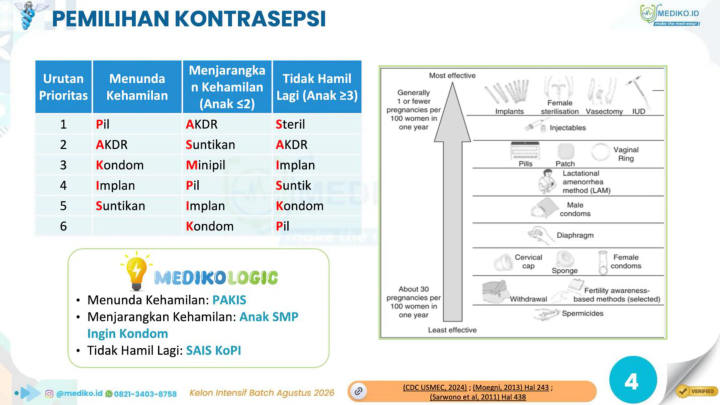 PEMILIHAN KONTRASEPSI
MEDIKO.ID
Urutan Prioritas
Menunda Kehamilan
Menjarangka n Kehamilan (Anak ≤2)
Tidak Hamil Lagi (Anak ≥3)
1 Pil AKDR Steril
2 AKDR Suntikan AKDR
3 Kondom Minipil Implan
4 Implan Pil Suntik
5 Suntikan Implan Kondom
6 Kondom Pil
MEDIKOLOGIC
• Menunda Kehamilan: PAKIS
• Menjarangkan Kehamilan: Anak SMP
Ingin Kondom
• Tidak Hamil Lagi: SAIS KoPI
Most effective
Generally
1 or fewer
pregnancies per
100 women in
one year
Implants
Female
sterilisation
Vasectomy
IUD
Injectables
Pills
Patch
Vaginal
Ring
Lactational
amenorrhea
method (LAM)
Male
condoms
Diaphragm
Cervical
cap
Sponge
Female
condoms
About 30
pregnancies per
100 women in
one year
Withdrawal
Fertility awareness-
based methods (selected)
Spermicides
Least effective
@mediko.id 0821-3403-8758
Kelon Intensif Batch Agustus 2026
(CDC USMEC, 2024) ; (Moegni, 2013) Hal 243 ;
(Sarwono et al, 2011) Hal 438
4
VERIFIED